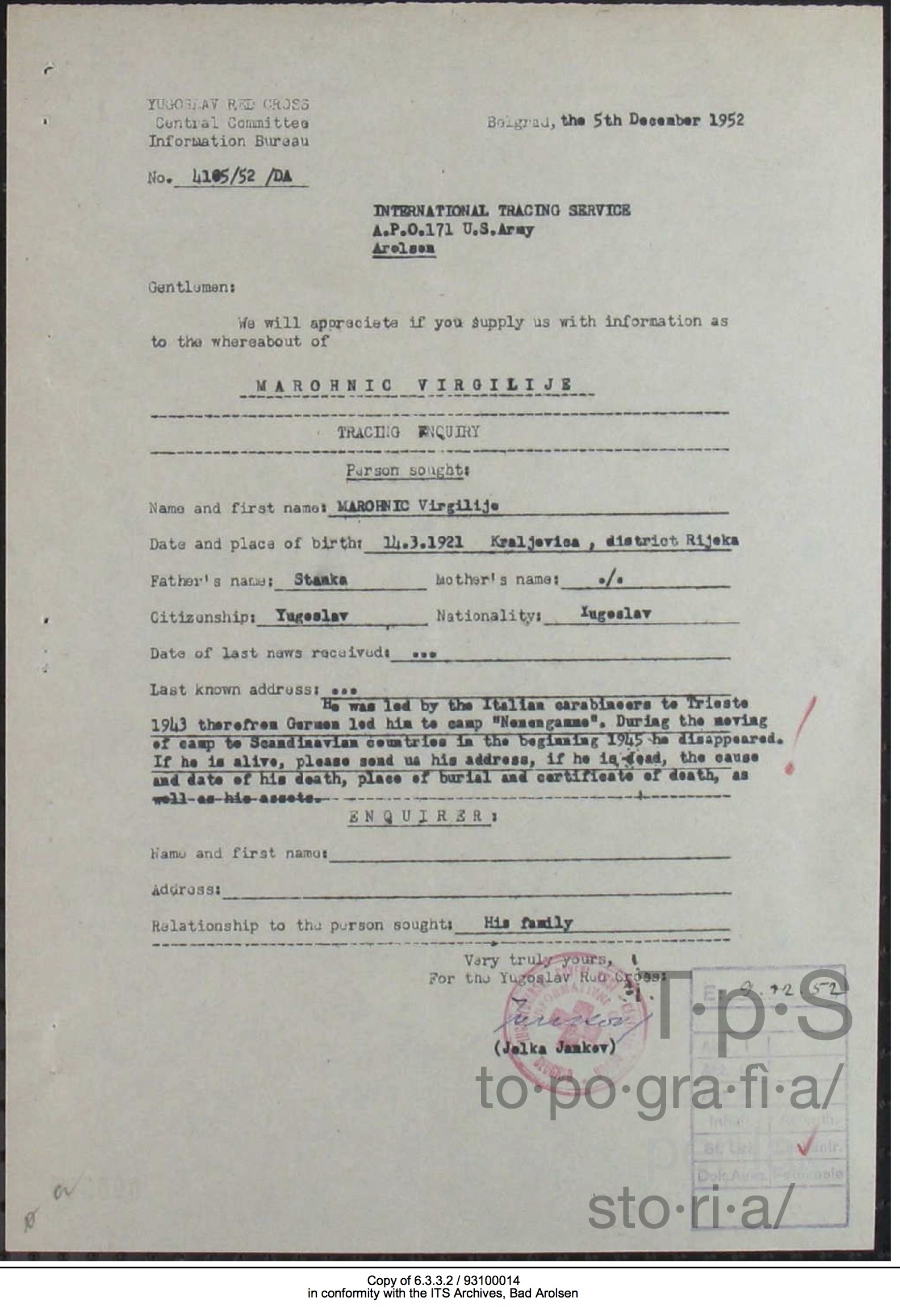 YUGOSLAV RED CROSS
Central Committee
Information Bureau
Belgrad, the 5th December 1952
No. 4105/52 /DA
INTERNATIONAL TRACING SERVICE
A.P.O.171 U.S.Army
Arolsen
Gentlemen:
We will appreciate if you supply us with information as
to the whereabout of
MAROHNIC VIRGILIJE
TRACING ENQUIRY
Person sought:
Name and first name: MAROHNIC Virgilije
Date and place of birth: 14.3.1921 Kraljevica , district Rijeka
Father's name: Stanka Mother's name: ./.
Citizenship: Yugoslav Nationality: Yugoslav
Date of last news received: ...
Last known address: ...
He was led by the Italian carabineers to Trieste
1943 therefrom German led him to camp "Nenengamme". During the moving
of camp to Scandinavian countries in the beginning 1945 he disappeared.
If he is alive, please send us his address, if he is dead, the cause
and date of his death, place of burial and certificate of death, as
well as his assets.
ENQUIRER:
Name and first name:
Address:
Relationship to the person sought: His family
Very truly yours,
For the Yugoslav Red Cross:
(Jelka Jankov)
9.12.52
T·p·S
to·po·gra·fi·a/
sto·ri·a/
Copy of 6.3.3.2 / 93100014
in conformity with the ITS Archives, Bad Arolsen